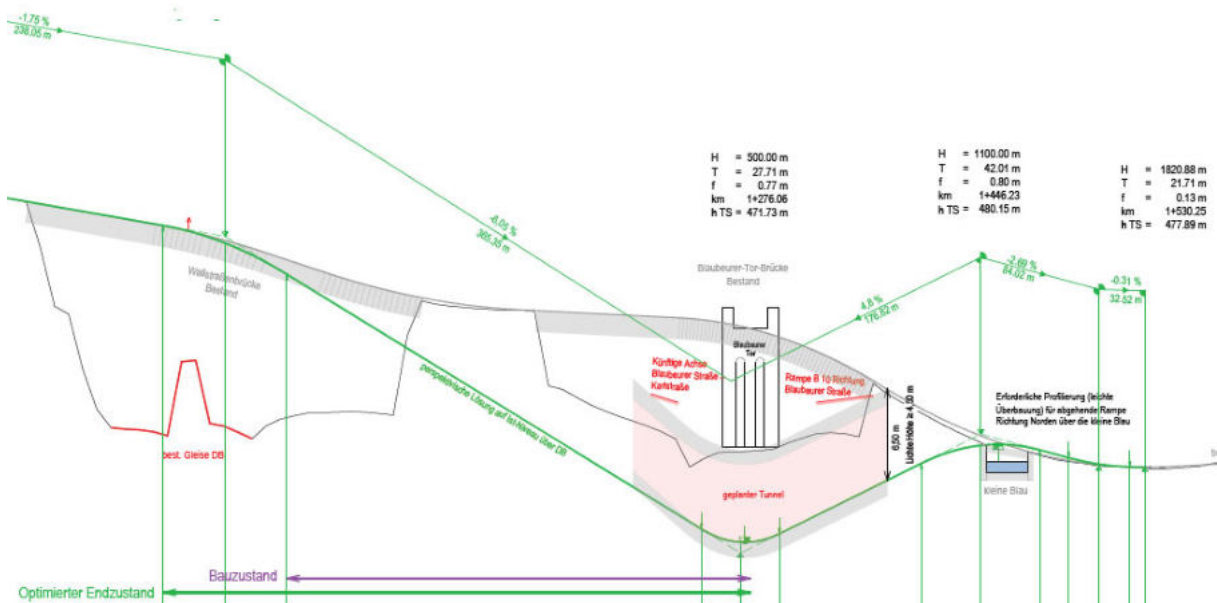 -1.75 %
238.05 m
-6.05 %
365.35 m
H = 500.00 m
T = 27.71 m
f = 0.77 m
km 1+276.06
h TS = 471.73 m
H = 1100.00 m
T = 42.01 m
f = 0.80 m
km 1+446.23
h TS = 480.15 m
H = 1820.88 m
T = 21.71 m
f = 0.13 m
km 1+530.25
h TS = 477.89 m
-2.69 %
84.02 m
-0.31 %
32.52 m
4.8 %
Wallstraßenbrücke
Bestand
Blaubeurer-Tor-Brücke
Bestand
Blaubeurer
Tor
Künftige Achse
Blaubeurer Straße
Karlstraße
Rampe B 10 Richtung
Blaubeurer Straße
6,50 m
Lichte Höhe ≥ 4,50 m
Erforderliche Profilierung (leichte
Überbauung) für abgehende Rampe
Richtung Norden über die kleine Blau
perspektivische Lösung auf Ist-Niveau über DB
best. Gleise DB
geplanter Tunnel
kleine Blau
Bauzustand
Optimierter Endzustand